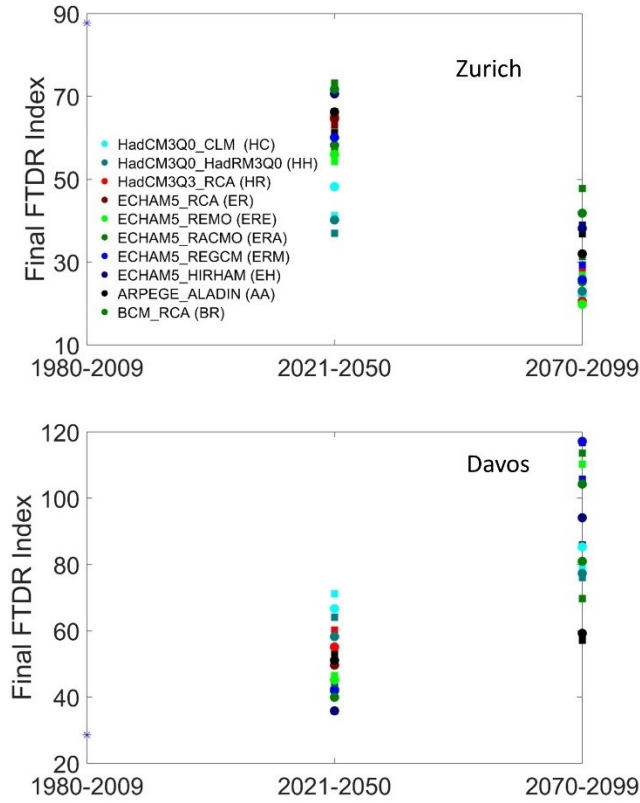 90
Zurich
70
HadCM3Q0_CLM (HC)
HadCM3Q0_HadRM3Q0 (HH)
50
HadCM3Q3_RCA (HR)
ECHAM5_RCA (ER)
ECHAM5_REMO (ERE)
ECHAM5_RACMO (ERA)
30
ECHAM5_REGCM (ERM)
ECHAM5_HIRHAM (EH)
ARPEGE_ALADIN (AA)
BCM_RCA (BR)
10
Final FTDR Index
1980-2009 2021-2050 2070-2099
120
Davos
100
80
60
40
20
Final FTDR Index
1980-2009 2021-2050 2070-2099